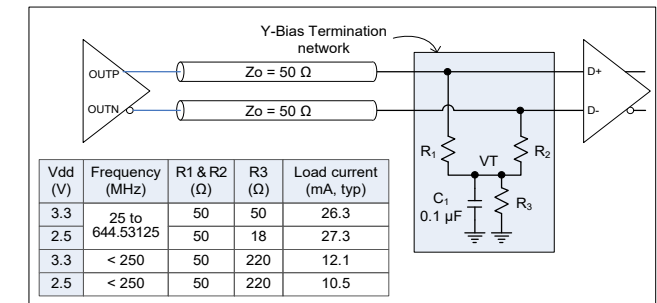 Y-Bias Termination
network
OUTP
OUTN
Zo = 50 Ω
Zo = 50 Ω
D+
D-
R1
VT
R2
C1
0.1 µF
R3
Vdd (V) Frequency (MHz) R1 & R2 (Ω) R3 (Ω) Load current (mA, typ)
3.3 25 to 644.53125 50 50 26.3
2.5 50 18 27.3
3.3 < 250 50 220 12.1
2.5 < 250 50 220 10.5